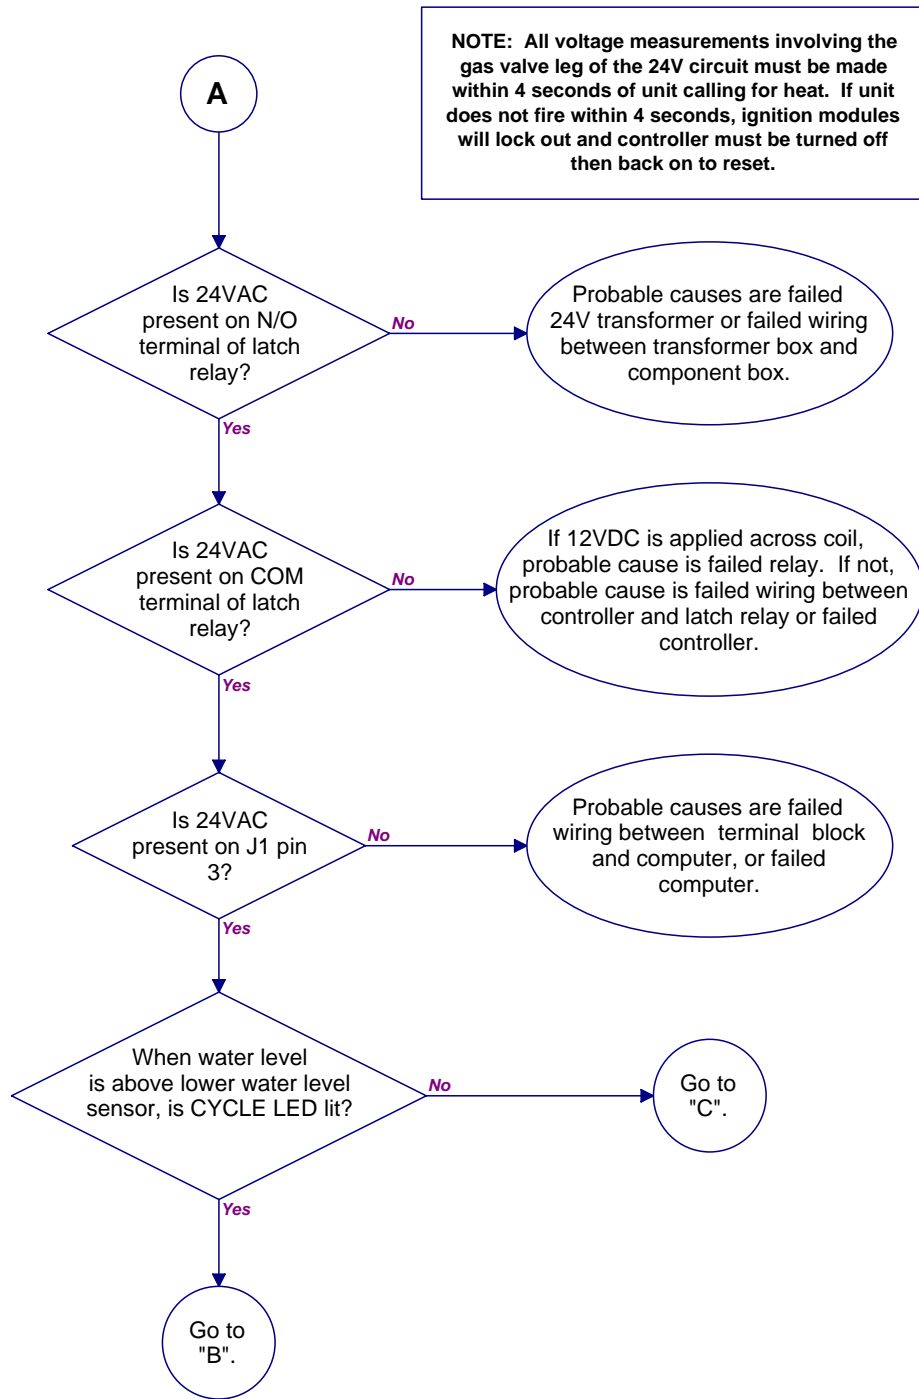 NOTE:  All voltage measurements involving the
gas valve leg of the 24V circuit must be made
within 4 seconds of unit calling for heat.  If unit
does not fire within 4 seconds, ignition modules
will lock out and controller must be turned off
then back on to reset.
A
Is 24VAC
present on N/O
terminal of latch
relay?
No
Probable causes are failed
24V transformer or failed wiring
between transformer box and
component box.
Yes
Is 24VAC
present on COM
terminal of latch
relay?
No
If 12VDC is applied across coil,
probable cause is failed relay.  If not,
probable cause is failed wiring between
controller and latch relay or failed
controller.
Yes
Is 24VAC
present on J1 pin
3?
No
Probable causes are failed
wiring between  terminal  block
and computer, or failed
computer.
Yes
When water level
is above lower water level
sensor, is CYCLE LED lit?
No
Go to
"C".
Yes
Go to
"B".